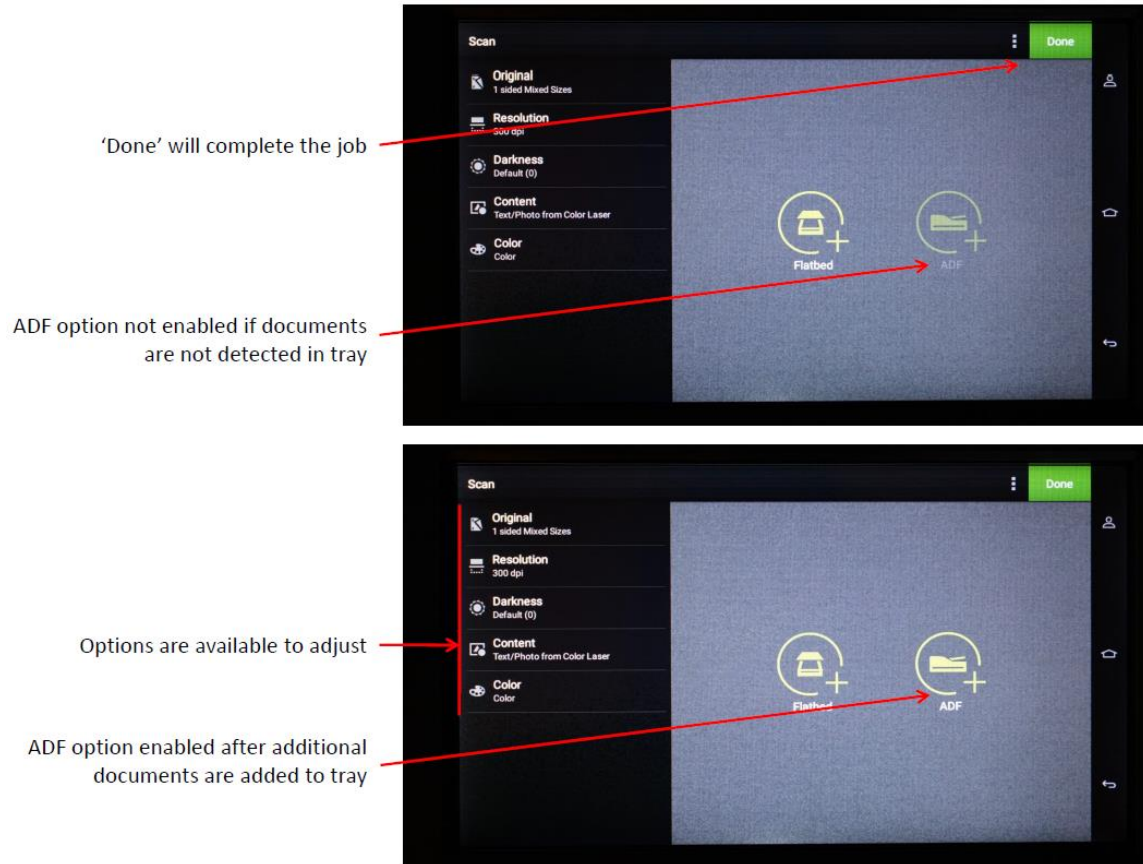 Scan
Done
Original
1 sided Mixed Sizes
Resolution
300 dpi
Darkness
Default (0)
Content
Text/Photo from Color Laser
Color
Color
Flatbed
ADF
'Done' will complete the job
ADF option not enabled if documents
are not detected in tray
Scan
Done
Original
1 sided Mixed Sizes
Resolution
300 dpi
Darkness
Default (0)
Content
Text/Photo from Color Laser
Color
Color
Flatbed
ADF
Options are available to adjust
ADF option enabled after additional
documents are added to tray